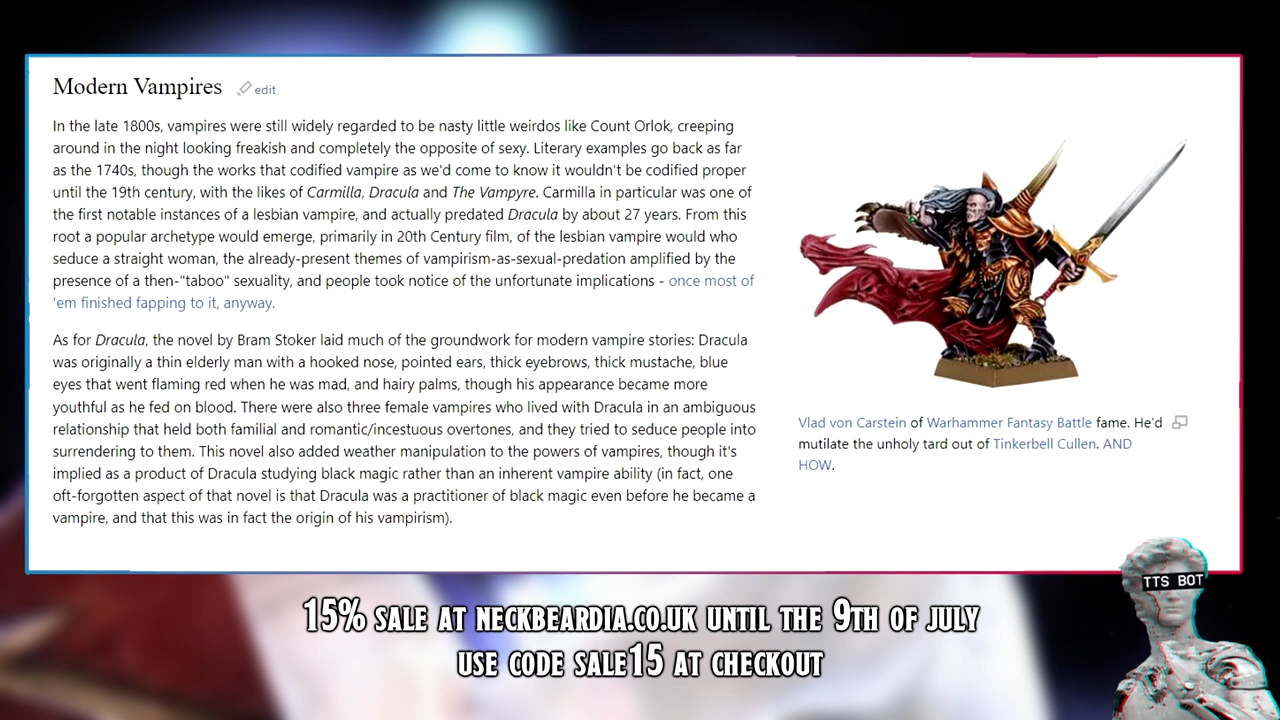 Modern Vampires edit
In the late 1800s, vampires were still widely regarded to be nasty little weirdos like Count Orlok, creeping
around in the night looking freakish and completely the opposite of sexy. Literary examples go back as far
as the 1740s, though the works that codified vampire as we'd come to know it wouldn't be codified proper
until the 19th century, with the likes of Carmilla, Dracula and The Vampyre. Carmilla in particular was one of
the first notable instances of a lesbian vampire, and actually predated Dracula by about 27 years. From this
root a popular archetype would emerge, primarily in 20th Century film, of the lesbian vampire would who
seduce a straight woman, the already-present themes of vampirism-as-sexual-predation amplified by the
presence of a then-"taboo" sexuality, and people took notice of the unfortunate implications - once most of
'em finished fapping to it, anyway.
As for Dracula, the novel by Bram Stoker laid much of the groundwork for modern vampire stories: Dracula
was originally a thin elderly man with a hooked nose, pointed ears, thick eyebrows, thick mustache, blue
eyes that went flaming red when he was mad, and hairy palms, though his appearance became more
youthful as he fed on blood. There were also three female vampires who lived with Dracula in an ambiguous
relationship that held both familial and romantic/incestuous overtones, and they tried to seduce people into
surrendering to them. This novel also added weather manipulation to the powers of vampires, though it's
implied as a product of Dracula studying black magic rather than an inherent vampire ability (in fact, one
oft-forgotten aspect of that novel is that Dracula was a practitioner of black magic even before he became a
vampire, and that this was in fact the origin of his vampirism).
Vlad von Carstein of Warhammer Fantasy Battle fame. He'd
mutilate the unholy tard out of Tinkerbell Cullen. AND
HOW.
TTS BOT
15% SALE AT NECKBEARDIA.CO.UK UNTIL THE 9TH OF JULY
USE CODE SALE15 AT CHECKOUT